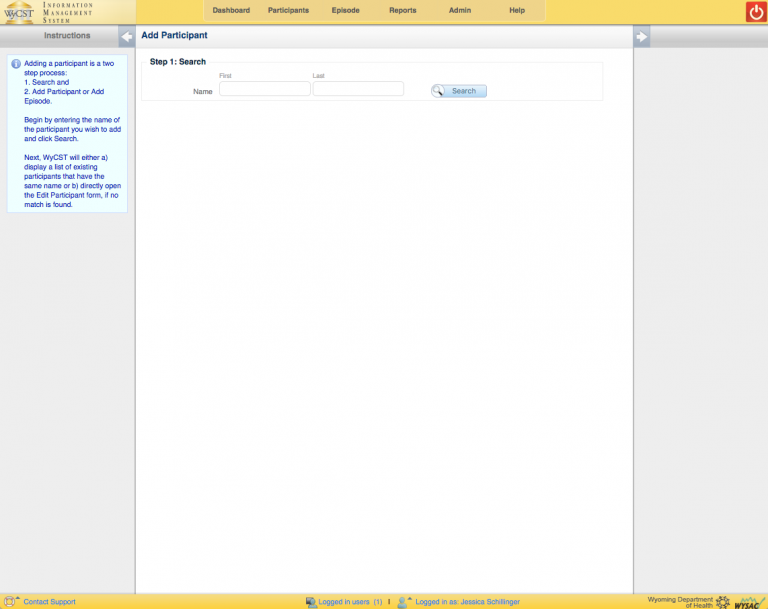 WyCST
INFORMATION
MANAGEMENT
SYSTEM
Dashboard Participants Episode Reports Admin Help
Instructions
Add Participant
Adding a participant is a two
step process:
1. Search and
2. Add Participant or Add
Episode.
Begin by entering the name of
the participant you wish to add
and click Search.
Next, WyCST will either a)
display a list of existing
participants that have the
same name or b) directly open
the Edit Participant form, if no
match is found.
Step 1: Search
First Last
Name
Search
Contact Support
Logged in users (1) | Logged in as: Jessica Schillinger
Wyoming Department
of Health
WYSAC